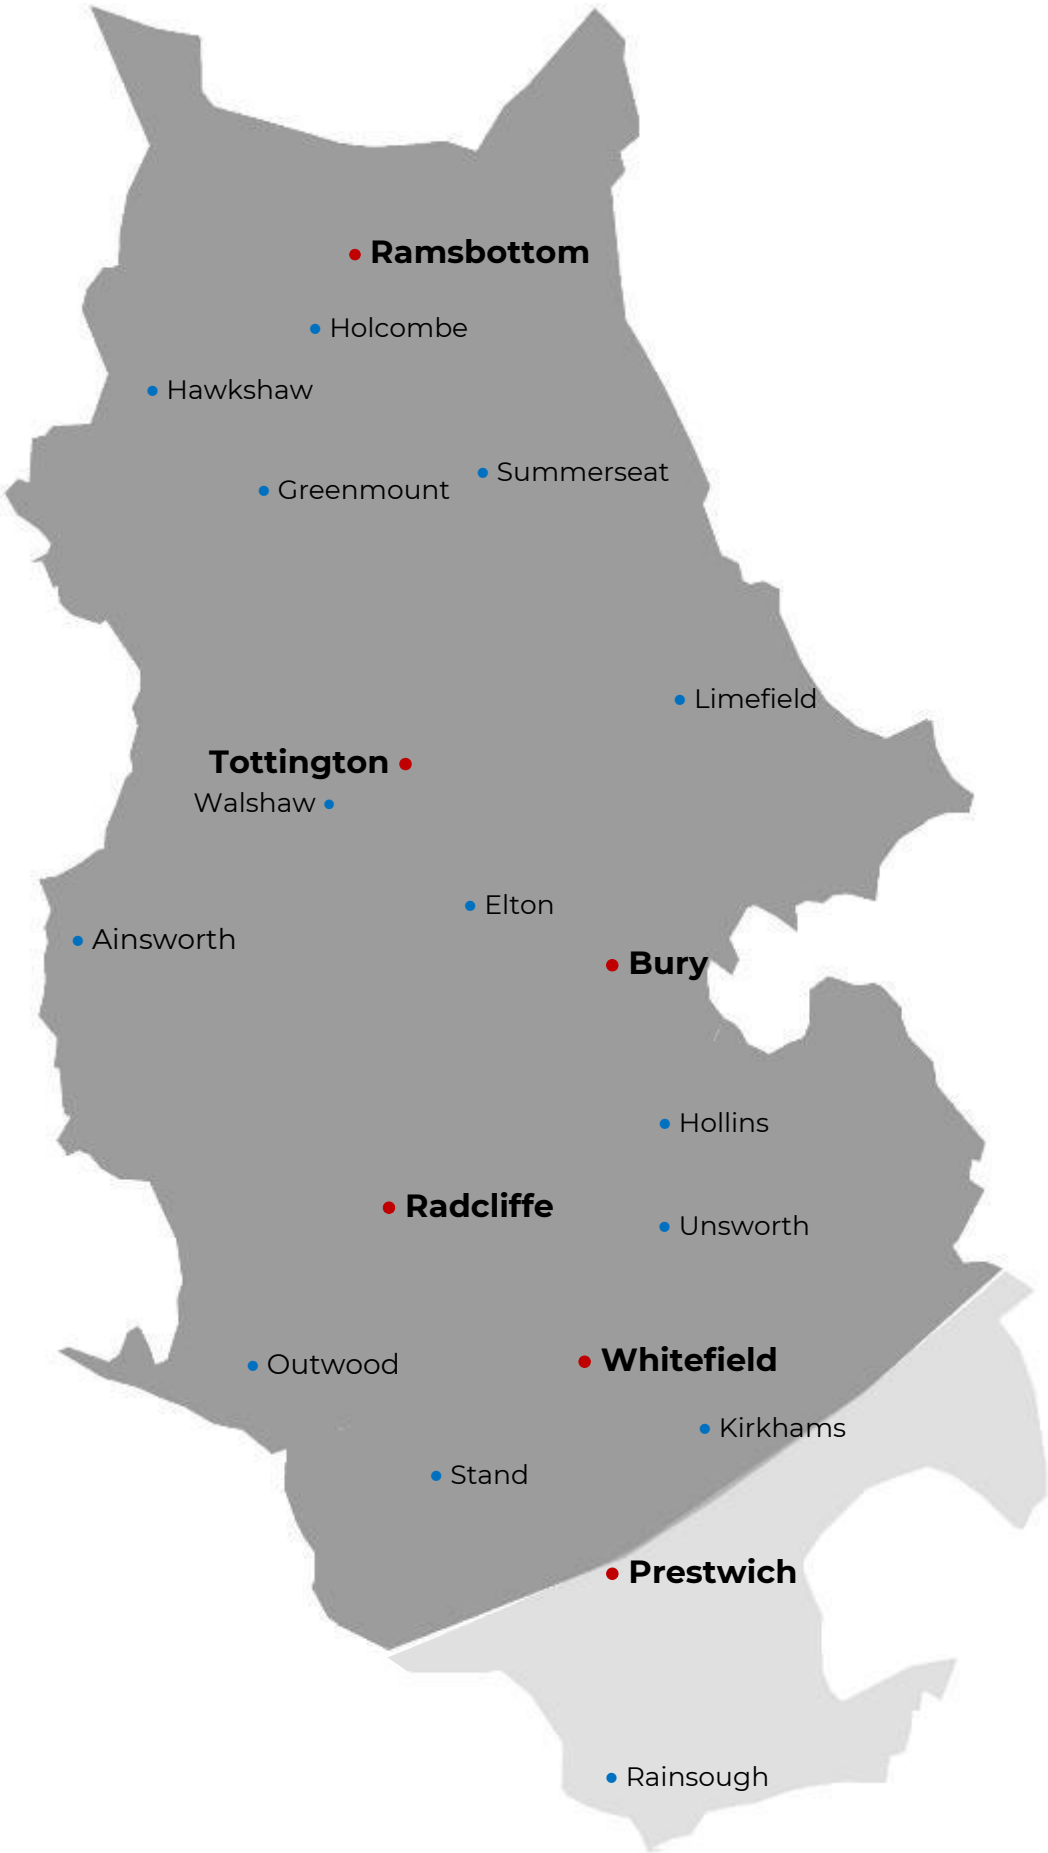 Ramsbottom
Holcombe
Hawkshaw
Summerseat
Greenmount
Limefield
Tottington
Walshaw
Elton
Ainsworth
Bury
Hollins
Radcliffe
Unsworth
Whitefield
Outwood
Kirkhams
Stand
Prestwich
Rainsough